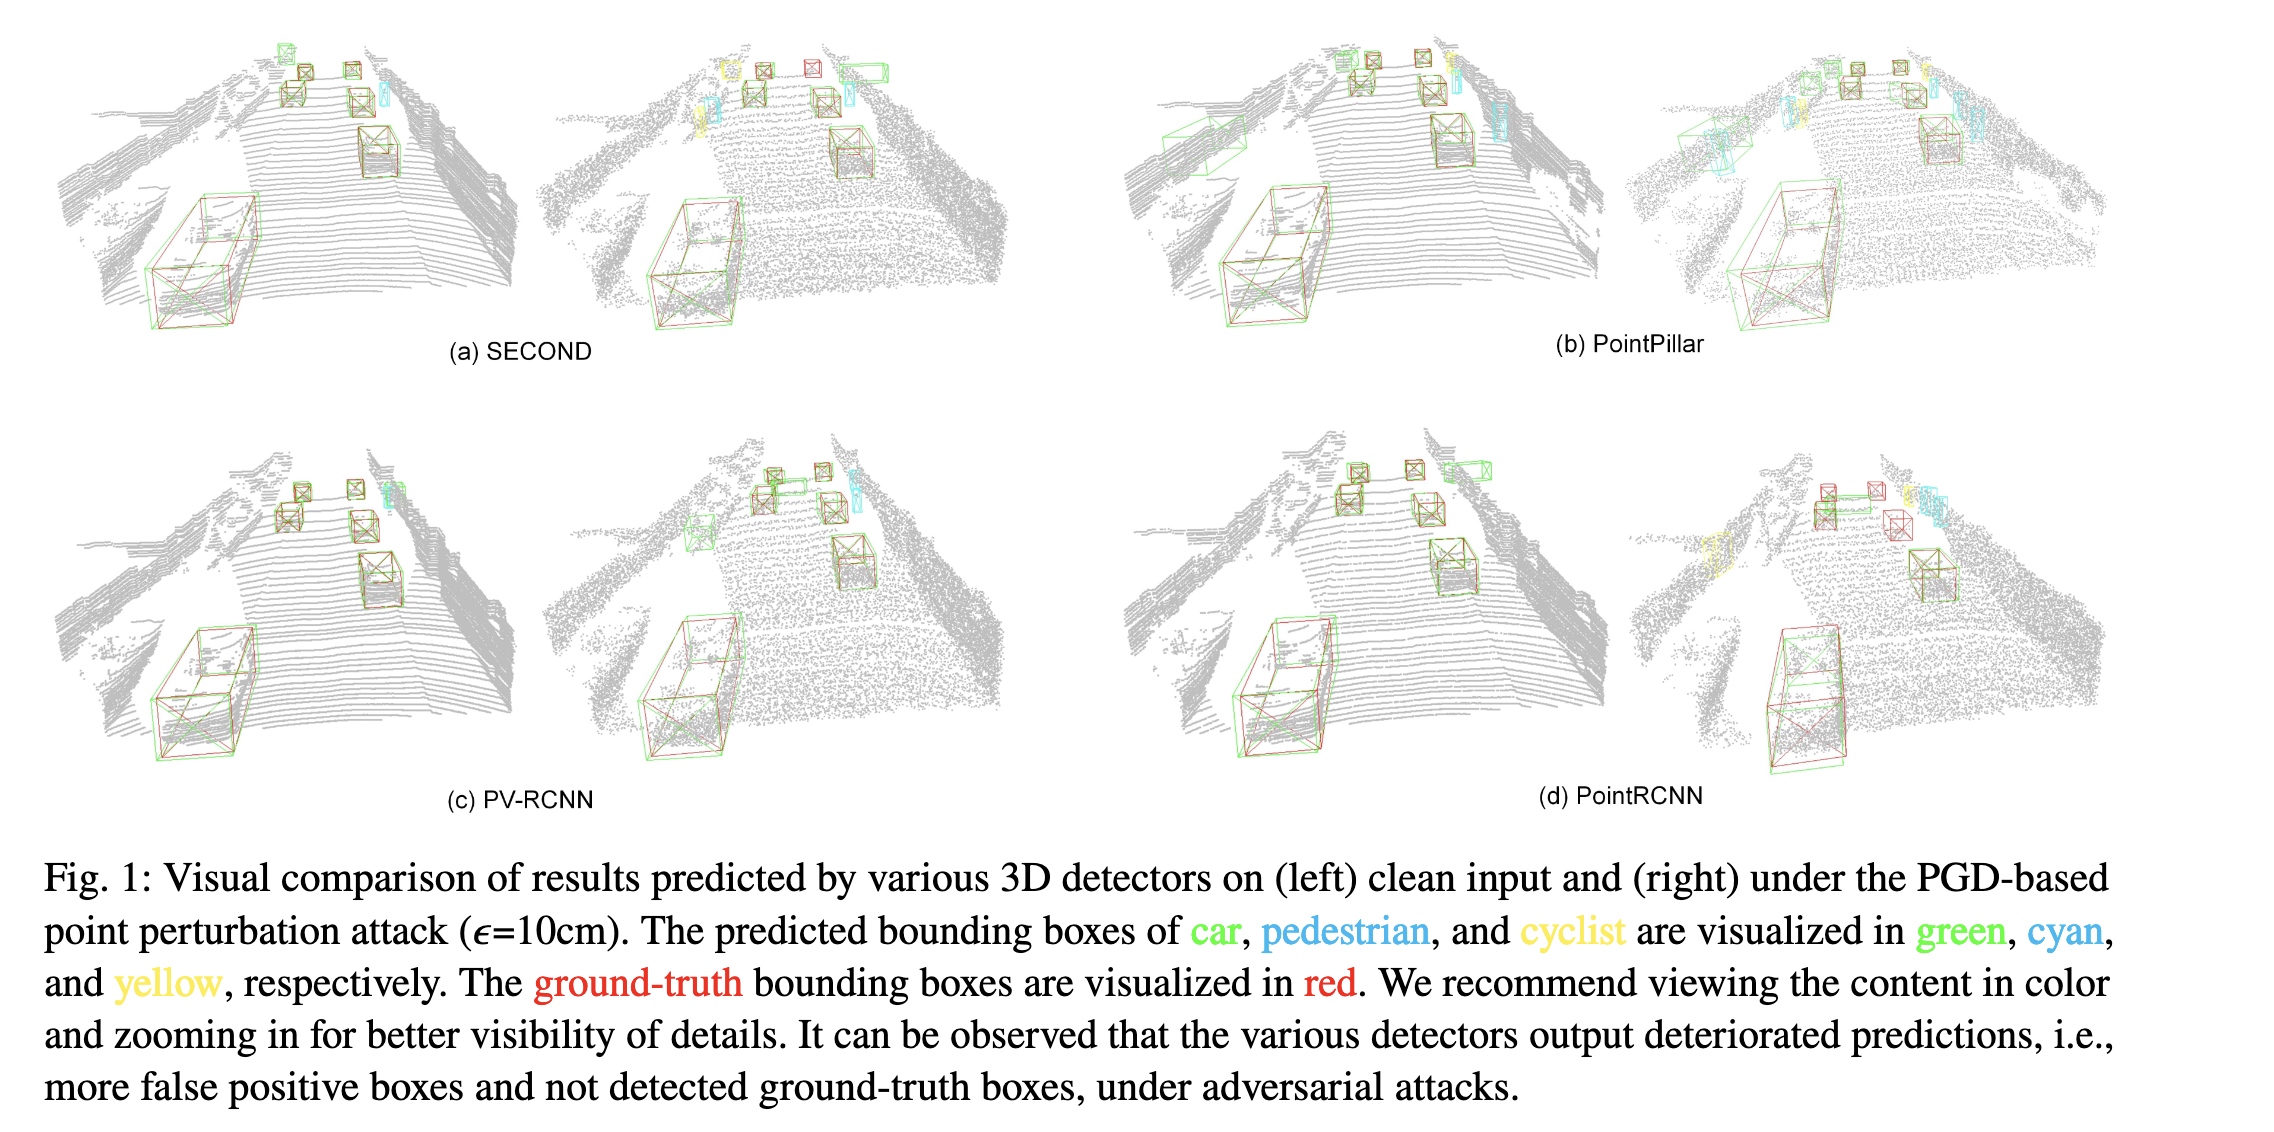 (a) SECOND
(b) PointPillar
(c) PV-RCNN
(d) PointRCNN
Fig. 1: Visual comparison of results predicted by various 3D detectors on (left) clean input and (right) under the PGD-based
point perturbation attack (ϵ=10cm). The predicted bounding boxes of car, pedestrian, and cyclist are visualized in green, cyan,
and yellow, respectively. The ground-truth bounding boxes are visualized in red. We recommend viewing the content in color
and zooming in for better visibility of details. It can be observed that the various detectors output deteriorated predictions, i.e.,
more false positive boxes and not detected ground-truth boxes, under adversarial attacks.